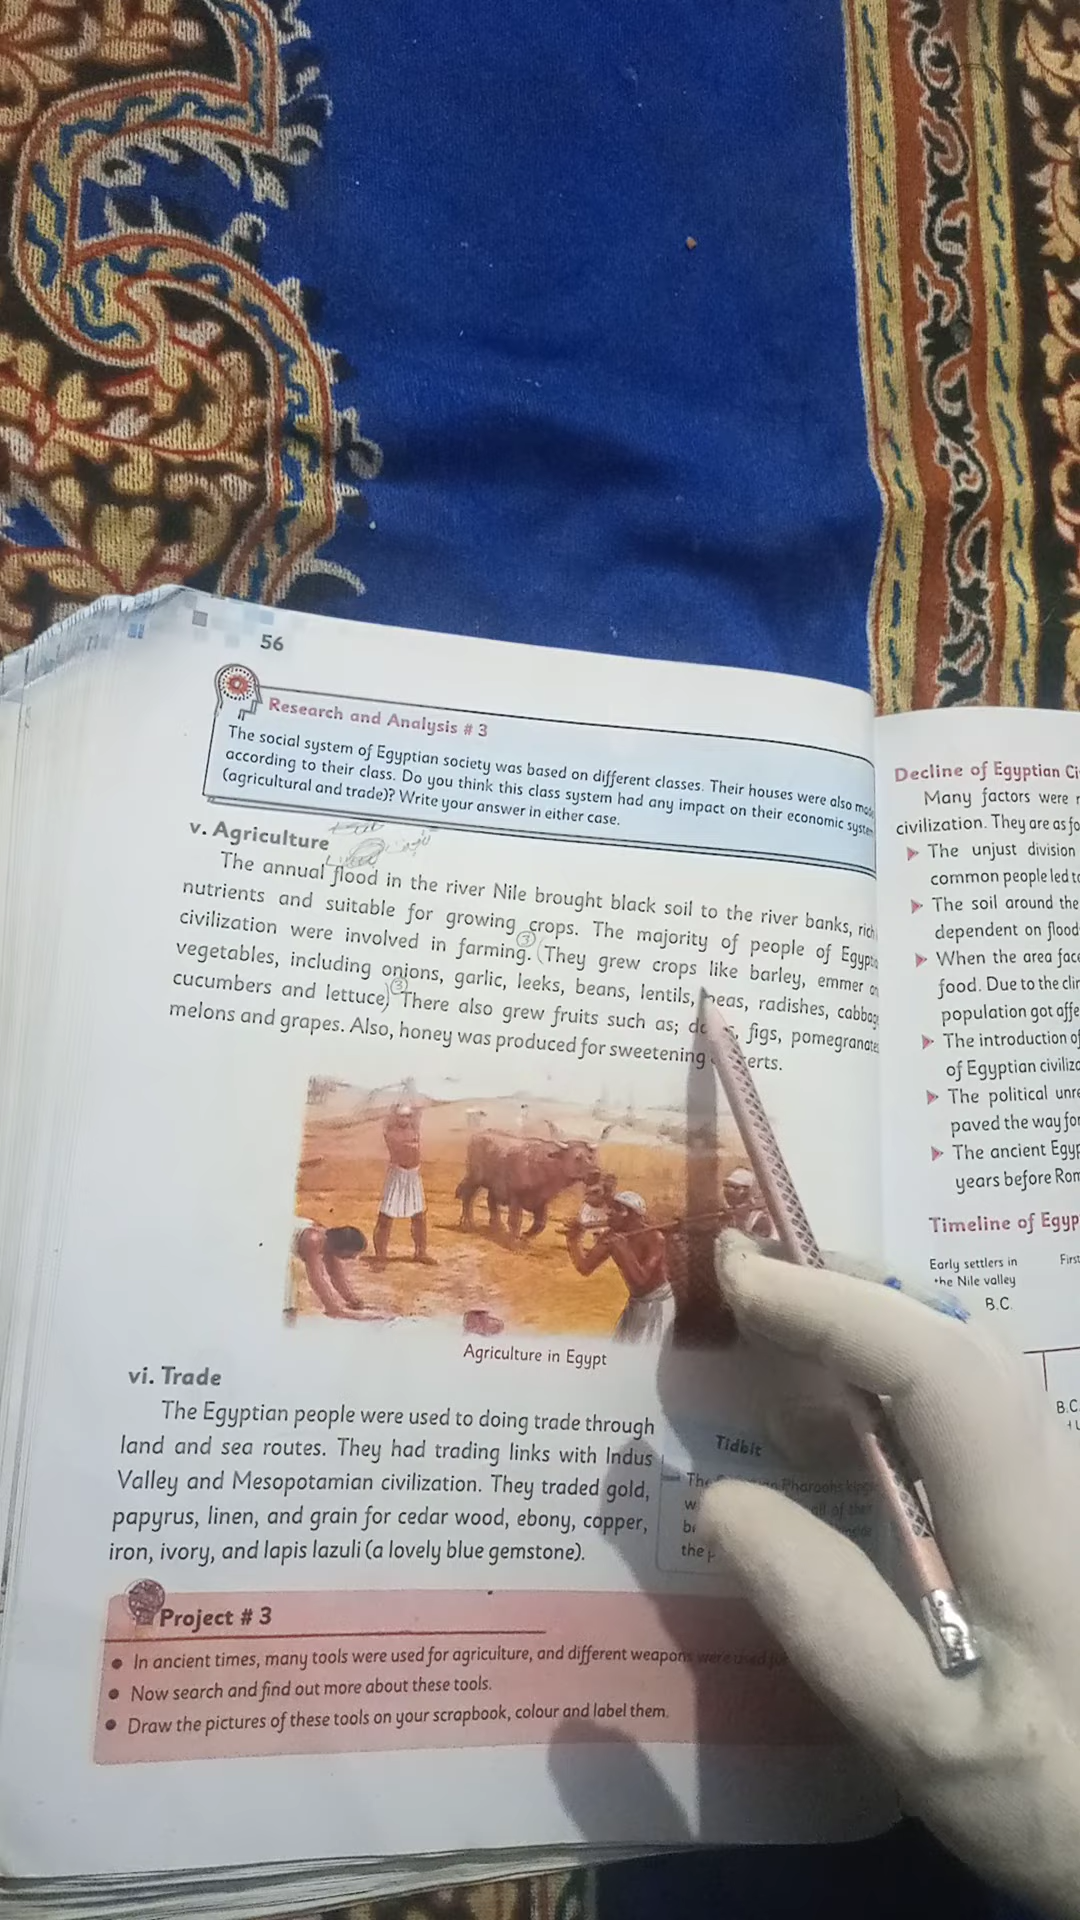 56
Research and Analysis # 3
The social system of Egyptian society was based on different classes. Their houses were also
according to their class. Do you think this class system had any impact on their economic
(agricultural and trade)? Write your answer in either case.
v. Agriculture
The annual flood in the river Nile brought black soil to the river banks, rich
nutrients and suitable for growing crops. The majority of people of
civilization were involved in farming. (They grew crops like barley, emmer
vegetables, including onions, garlic, leeks, beans, lentils, peas, radishes,
cucumbers and lettuce) There also grew fruits such as; figs,
melons and grapes. Also, honey was produced for sweetening
Agriculture in Egypt
vi. Trade
The Egyptian people were used to doing trade through
land and sea routes. They had trading links with Indus
Valley and Mesopotamian civilization. They traded gold,
papyrus, linen, and grain for cedar wood, ebony, copper,
iron, ivory, and lapis lazuli (a lovely blue gemstone).
Tidbit
Pharaohs
of their
the
Project # 3
• In ancient times, many tools were used for agriculture, and different weapons were used
• Now search and find out more about these tools.
• Draw the pictures of these tools on your scrapbook, colour and label them.
Decline of Egyptian
Many factors were
civilization. They are as
The unjust division
common people led
The soil around the
dependent on flood
When the area
food. Due to the
population got
The introduction
of Egyptian
The political
paved the way
The ancient
years before
Timeline of
Early settlers in
the Nile valley
First
B.C.
B.C.